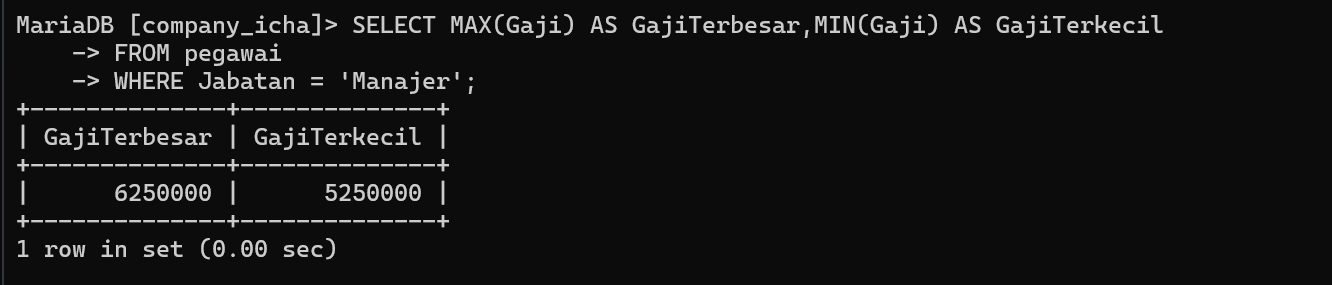 MariaDB [company_icha]> SELECT MAX(Gaji) AS GajiTerbesar,MIN(Gaji) AS GajiTerkecil
    -> FROM pegawai
    -> WHERE Jabatan = 'Manajer';
+--------------+--------------+
| GajiTerbesar | GajiTerkecil |
+--------------+--------------+
|      6250000 |      5250000 |
+--------------+--------------+
1 row in set (0.00 sec)